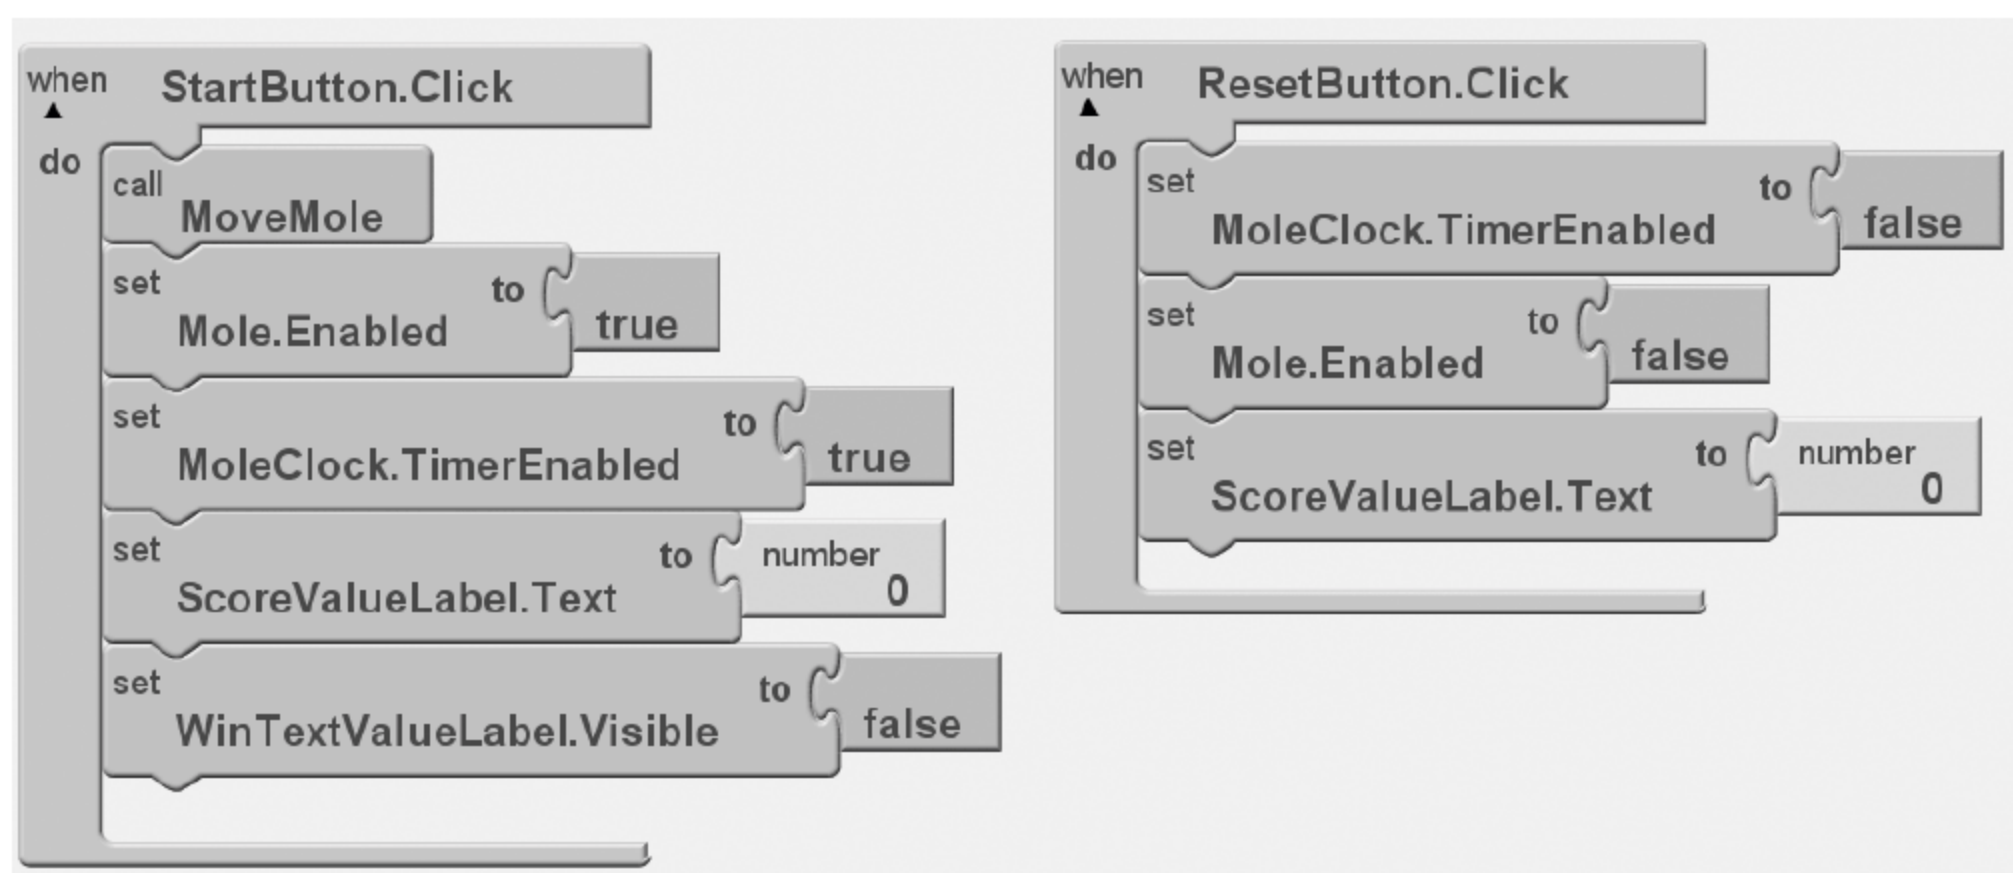 when StartButton.Click
do
call
MoveMole
set to
Mole.Enabled true
set to
MoleClock.TimerEnabled true
set to number
ScoreValueLabel.Text 0
set to
WinTextValueLabel.Visible false
when ResetButton.Click
do
set to
MoleClock.TimerEnabled false
set to
Mole.Enabled false
set to number
ScoreValueLabel.Text 0